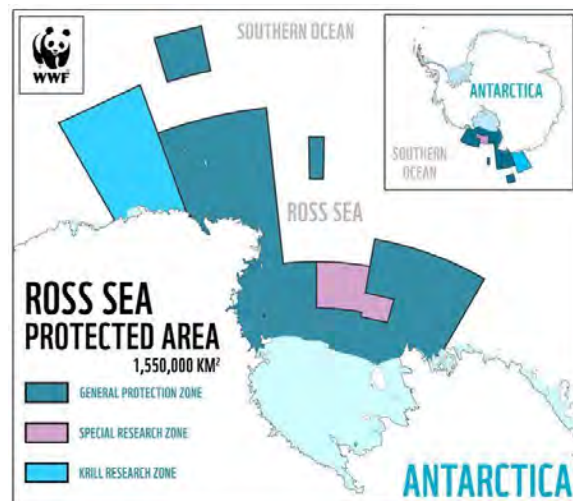 WWF
SOUTHERN OCEAN
ANTARCTICA
SOUTHERN
OCEAN
ROSS SEA
ROSS SEA
PROTECTED AREA
1,550,000 KM²
GENERAL PROTECTION ZONE
SPECIAL RESEARCH ZONE
KRILL RESEARCH ZONE
ANTARCTICA